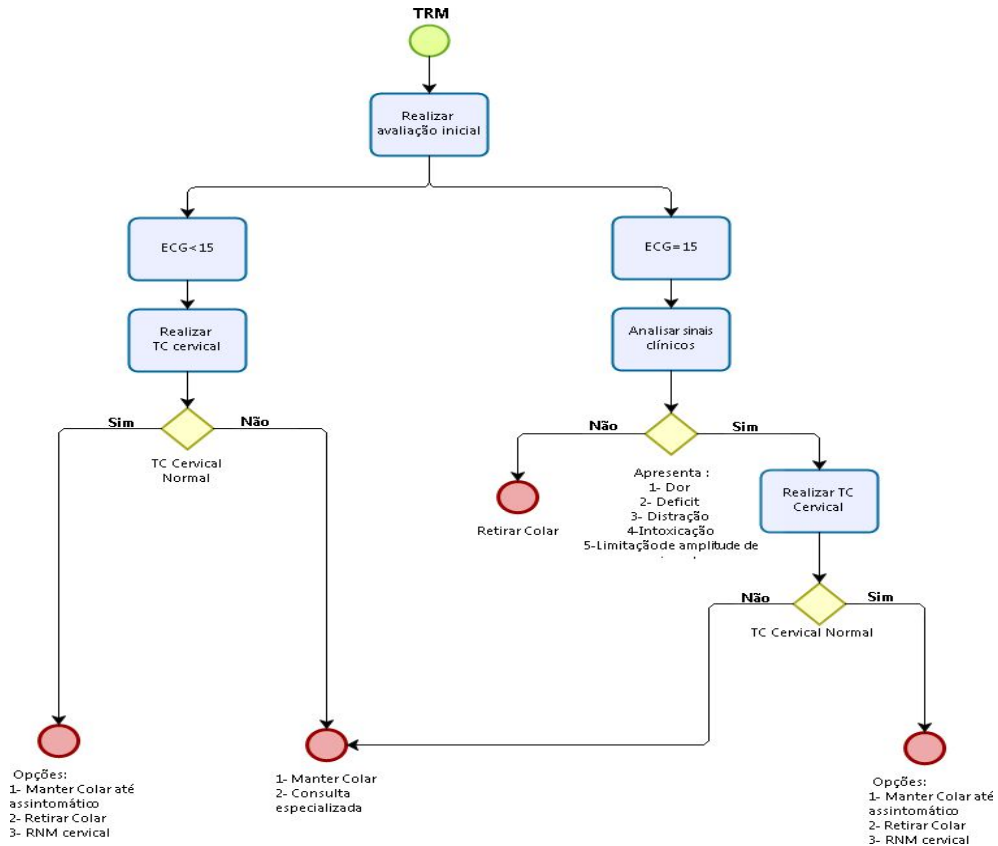 TRM
Realizar
avaliação inicial
ECG<15
ECG=15
Realizar
TC cervical
Analisar sinais
clínicos
Sim
Não
TC Cervical
Normal
Não
Sim
Retirar Colar
Apresenta :
1- Dor
2- Deficit
3- Distração
4-Intoxicação
5-Limitação de amplitude de
Realizar TC
Cervical
Não
Sim
TC Cervical Normal
Opções:
1- Manter Colar até
assintomático
2- Retirar Colar
3- RNM cervical
1- Manter Colar
2- Consulta
especializada
Opções:
1- Manter Colar até
assintomático
2- Retirar Colar
3- RNM cervical